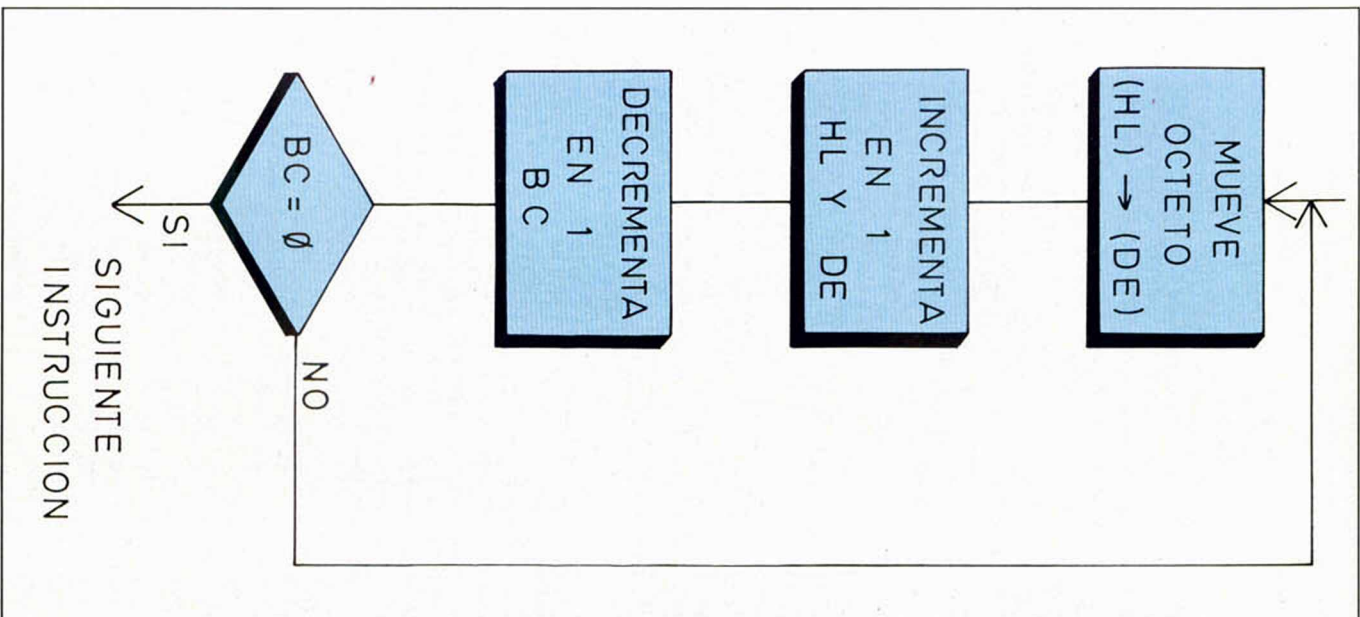 MUEVE
OCTETO
(HL) → (DE)
INCREMENTA
EN 1
HL Y DE
DECREMENTA
EN 1
BC
BC = Ø
NO
SI
SIGUIENTE
INSTRUCCION